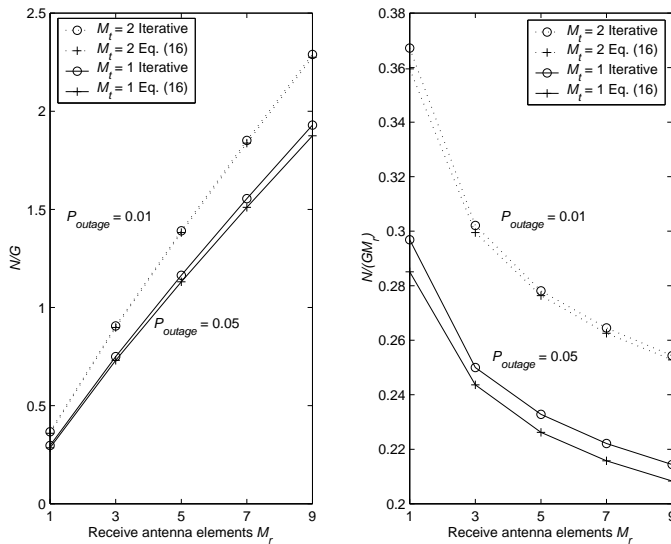 2.5
2
1.5
1
0.5
0
N/G
M_t = 2 Iterative
M_t = 2 Eq. (16)
M_t = 1 Iterative
M_t = 1 Eq. (16)
P_outage = 0.01
P_outage = 0.05
1 3 5 7 9
Receive antenna elements M_r
0.38
0.36
0.34
0.32
0.3
0.28
0.26
0.24
0.22
0.2
N/(GM_r)
M_t = 2 Iterative
M_t = 2 Eq. (16)
M_t = 1 Iterative
M_t = 1 Eq. (16)
P_outage = 0.01
P_outage = 0.05
1 3 5 7 9
Receive antenna elements M_r